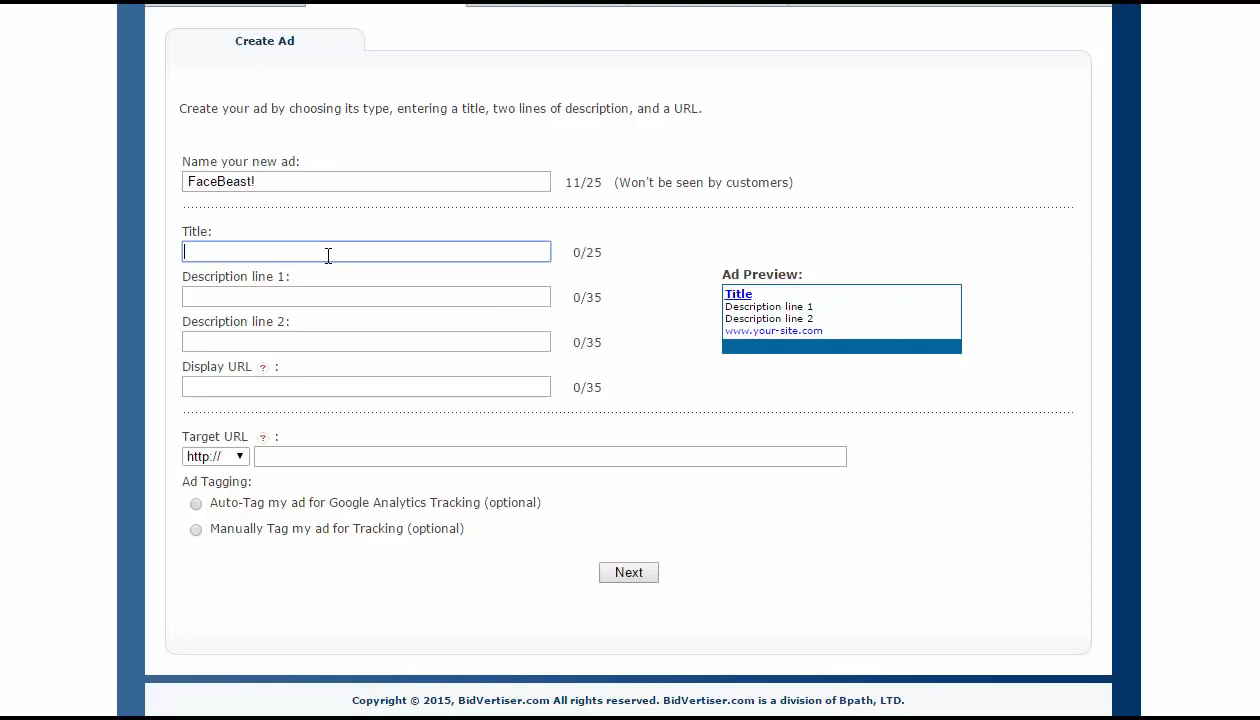 Create Ad
Create your ad by choosing its type, entering a title, two lines of description, and a URL.
Name your new ad:
FaceBeast! 11/25 (Won't be seen by customers)
Title:
0/25
Description line 1:
0/35
Description line 2:
0/35
Display URL ? :
0/35
Ad Preview:
Title
Description line 1
Description line 2
www.your-site.com
Target URL ? :
http://
Ad Tagging:
Auto-Tag my ad for Google Analytics Tracking (optional)
Manually Tag my ad for Tracking (optional)
Next
Copyright © 2015, BidVertiser.com All rights reserved. BidVertiser.com is a division of Bpath, LTD.